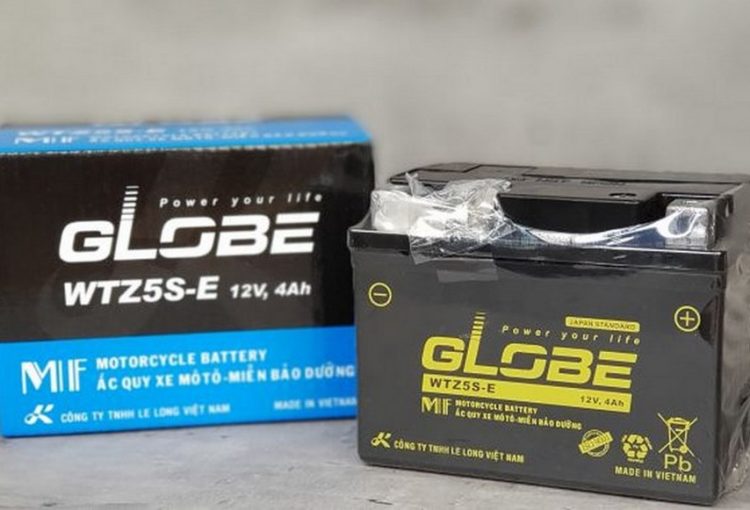 WTZ5S-E
Power your life
GLOBE
WTZ5S-E 12V, 4Ah
MF MOTORCYCLE BATTERY
ẮC QUY XE MÔTÔ-MIỄN BẢO DƯỠNG
CÔNG TY TNHH LE LONG VIỆT NAM MADE IN VIETNAM
JAPAN STANDARD
Power your life
GLOBE
WTZ5S-E 12V, 4Ah
MF MOTORCYCLE BATTERY
ẮC QUY XE MÔTÔ-MIỄN BẢO DƯỠNG
CÔNG TY TNHH LE LONG VIỆT NAM
Pb
MADE IN VIETNAM